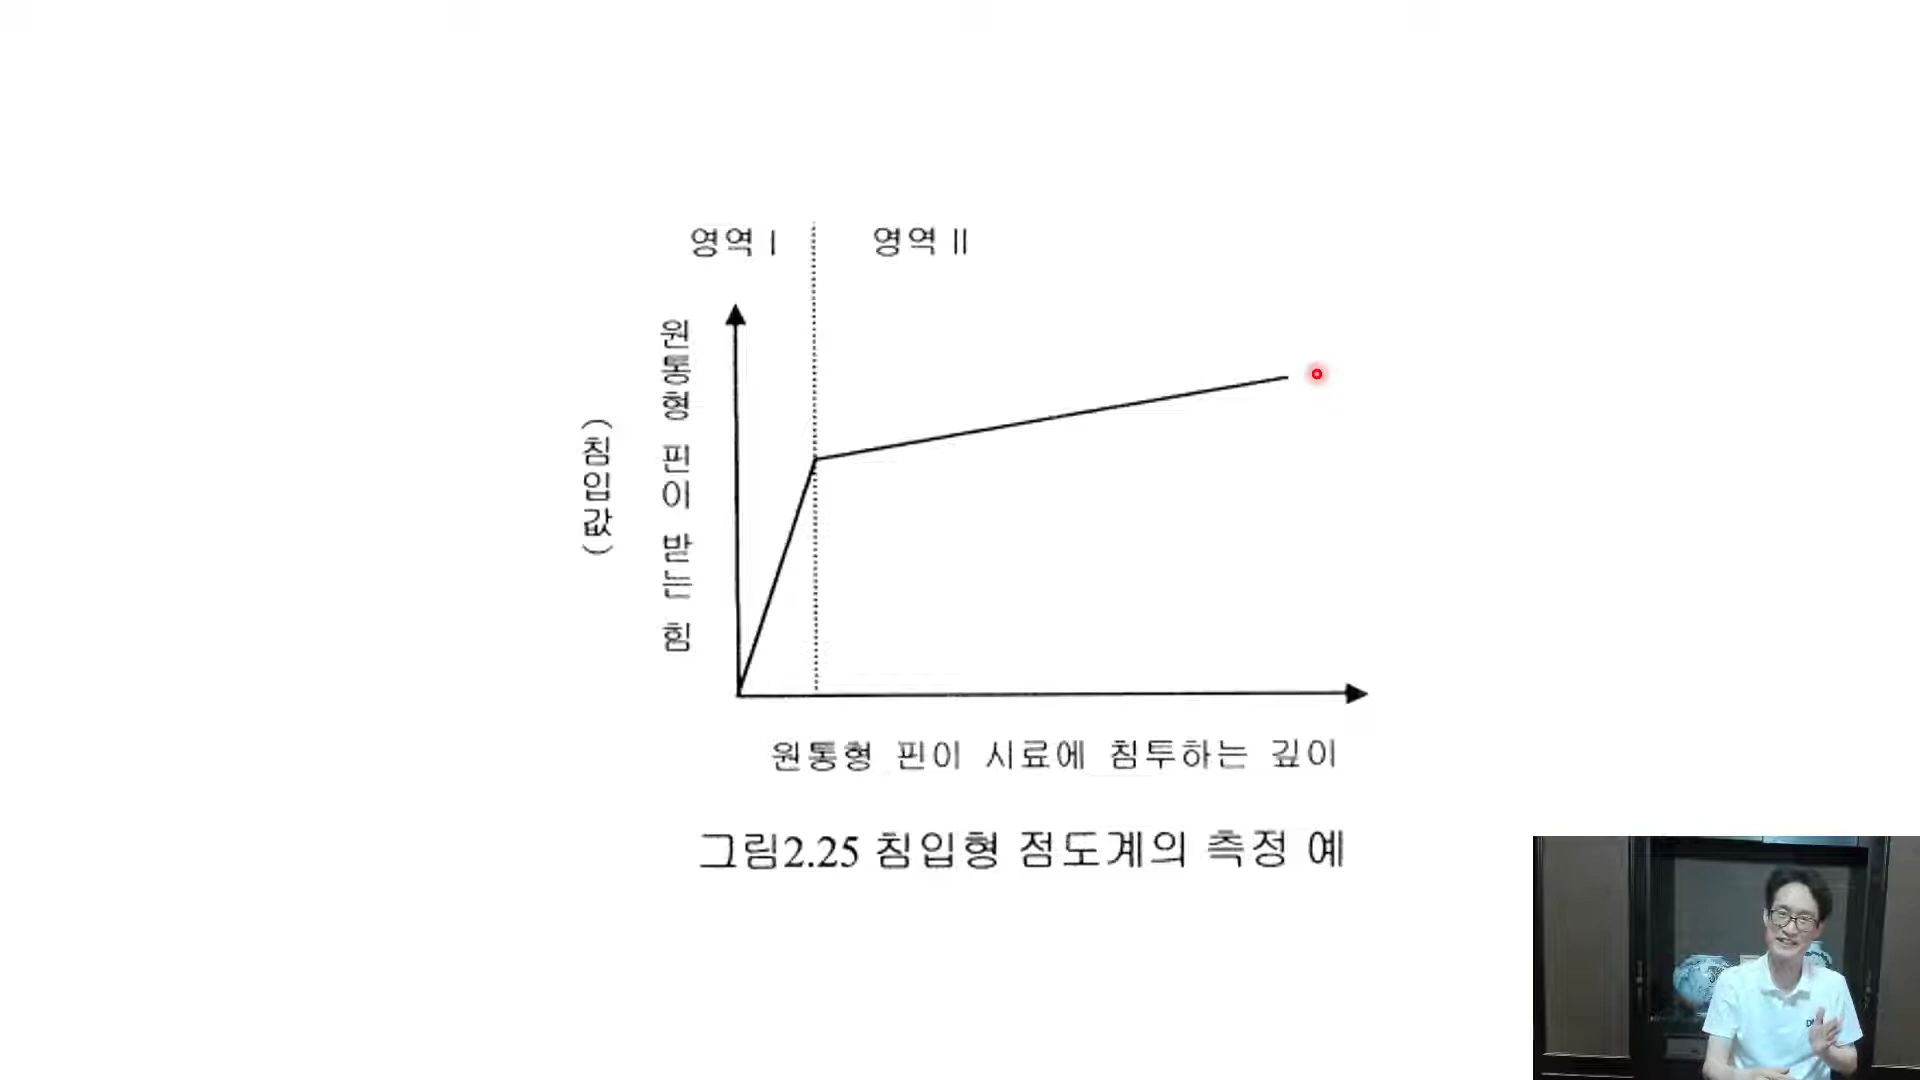 영역 I
영역 II
원통형 핀이 받는 힘
(침입값)
원통형 핀이 시료에 침투하는 깊이
그림2.25 침입형 점도계의 측정 예